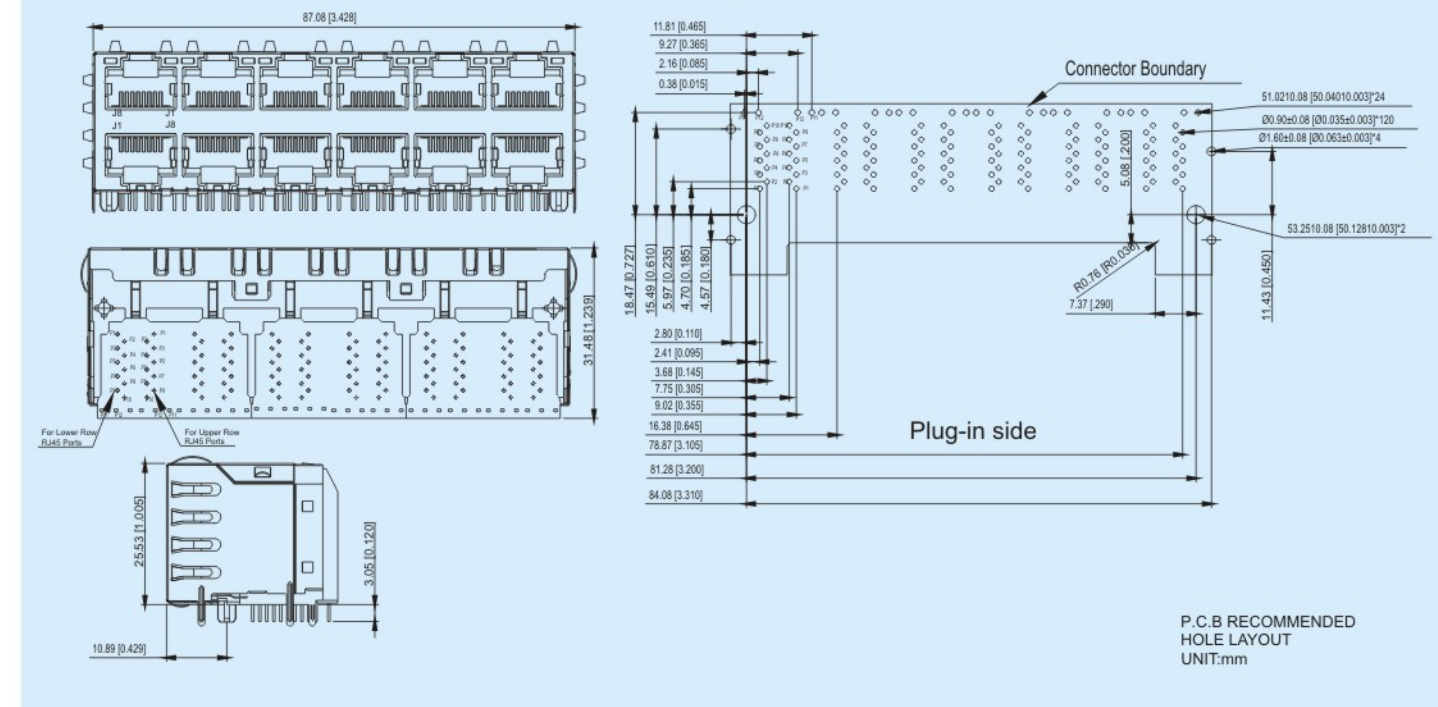 87.08 [3.428]
J8
J1
J1
J8
31.48 [1.239]
For Lower Row
RJ45 Ports
For Upper Row
RJ45 Ports
25.53 [1.005]
3.05 [0.120]
10.89 [0.429]
11.81 [0.465]
9.27 [0.365]
2.16 [0.085]
0.38 [0.015]
Connector Boundary
51.0210.08 [50.04010.003]*24
Ø0.90±0.08 [Ø0.035±0.003]*120
Ø1.60±0.08 [Ø0.063±0.003]*4
5.08 [.200]
53.2510.08 [50.12810.003]*2
18.47 [0.727]
15.49 [0.610]
5.97 [0.235]
4.70 [0.185]
4.57 [0.180]
R0.76 [R0.030]
7.37 [.290]
11.43 [0.450]
2.80 [0.110]
2.41 [0.095]
3.68 [0.145]
7.75 [0.305]
9.02 [0.355]
16.38 [0.645]
78.87 [3.105]
81.28 [3.200]
84.08 [3.310]
Plug-in side
P.C.B RECOMMENDED
HOLE LAYOUT
UNIT:mm